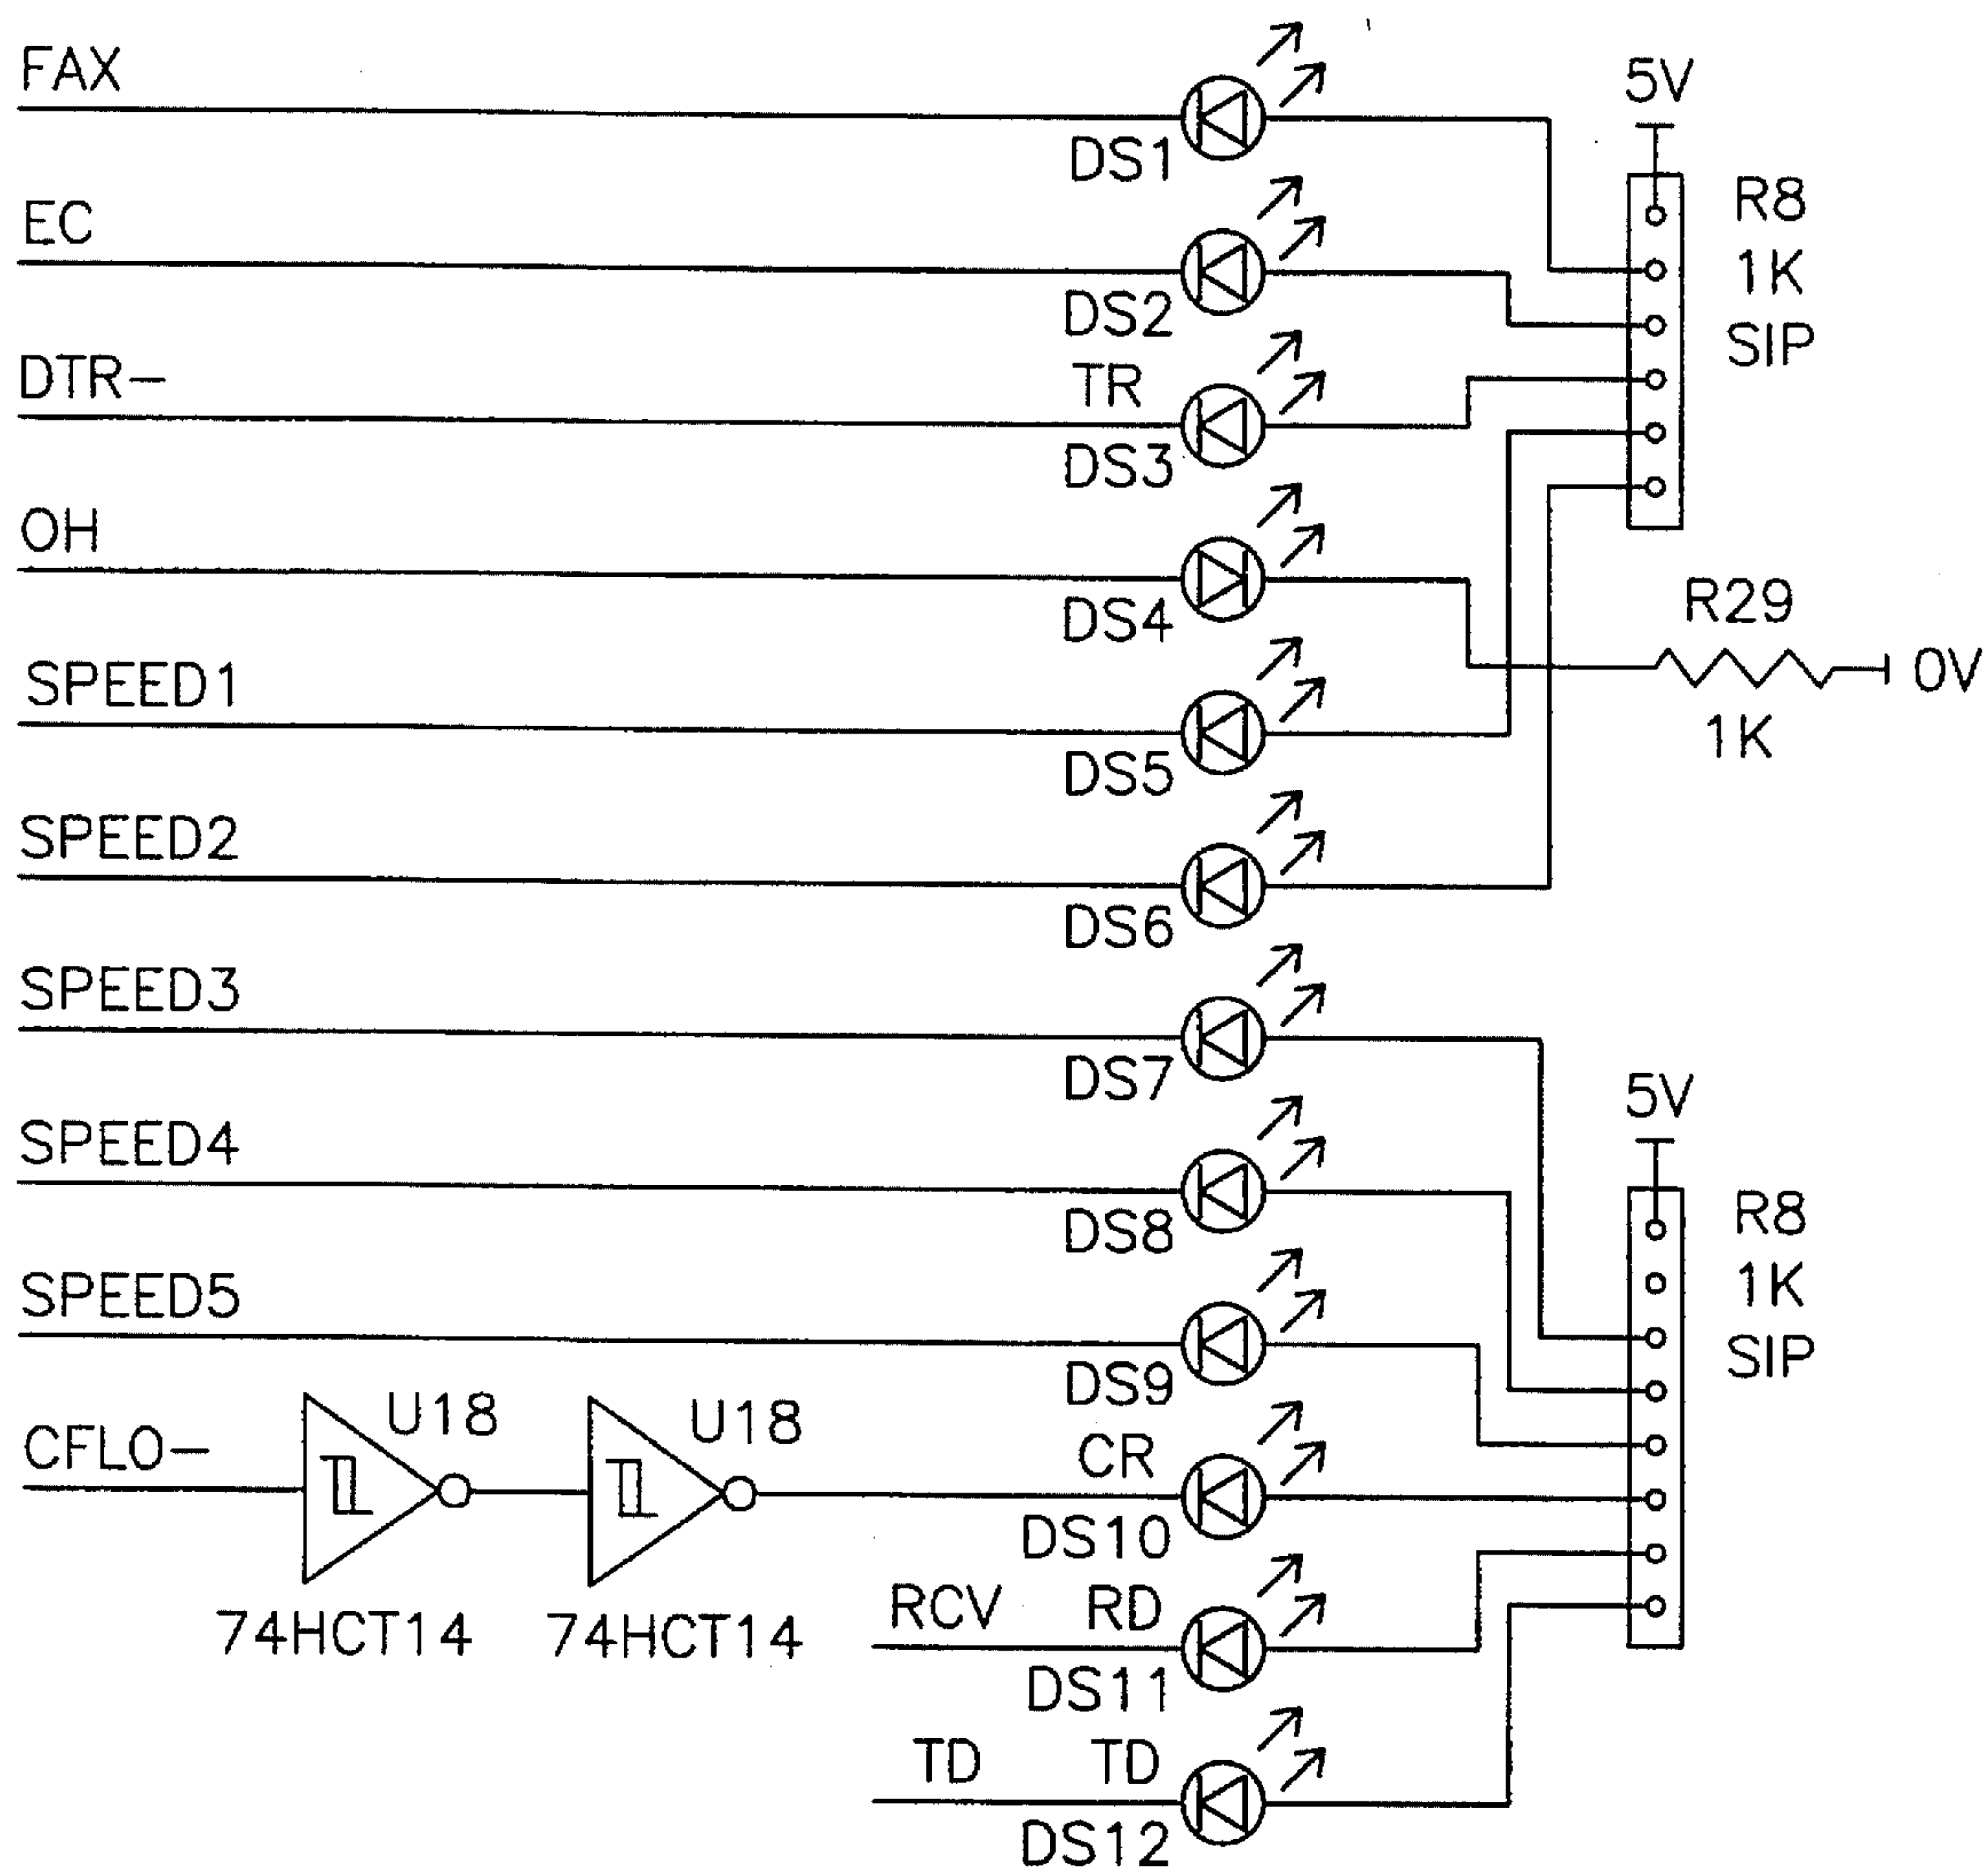 FAX
DS1
5V
R8
1K
SIP
EC
DS2
DTR-
TR
DS3
OH
DS4
R29
0V
1K
SPEED1
DS5
SPEED2
DS6
SPEED3
DS7
SPEED4
DS8
5V
R8
1K
SIP
SPEED5
DS9
CFLO-
U18
U18
CR
DS10
74HCT14
74HCT14
RCV
RD
DS11
TD
TD
DS12